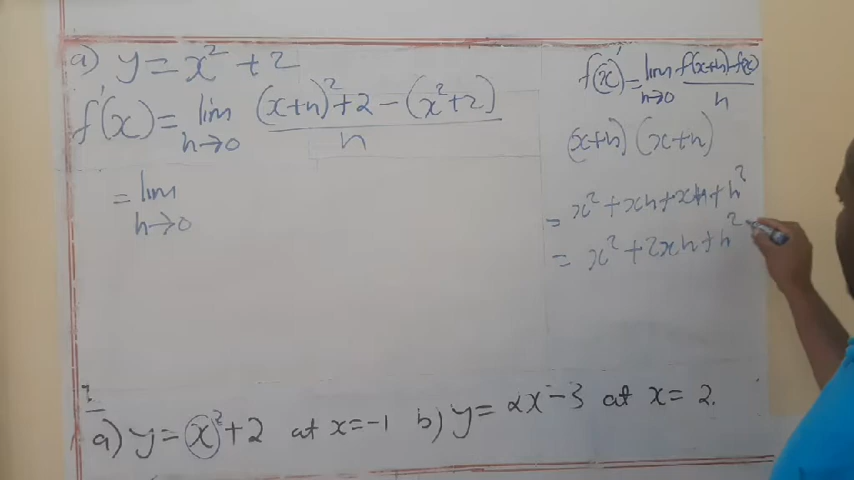 a) y = x² + 2
f'(x) = lim h→0 (x+h)² + 2 - (x² + 2) / h
= lim h→0
f'(x) = lim h→0 f(x+h) - f(x) / h
(x+h) (x+h)
= x² + xh + xh + h²
= x² + 2xh + h²
a) y = x² + 2 at x = -1 b) y = 2x - 3 at x = 2.